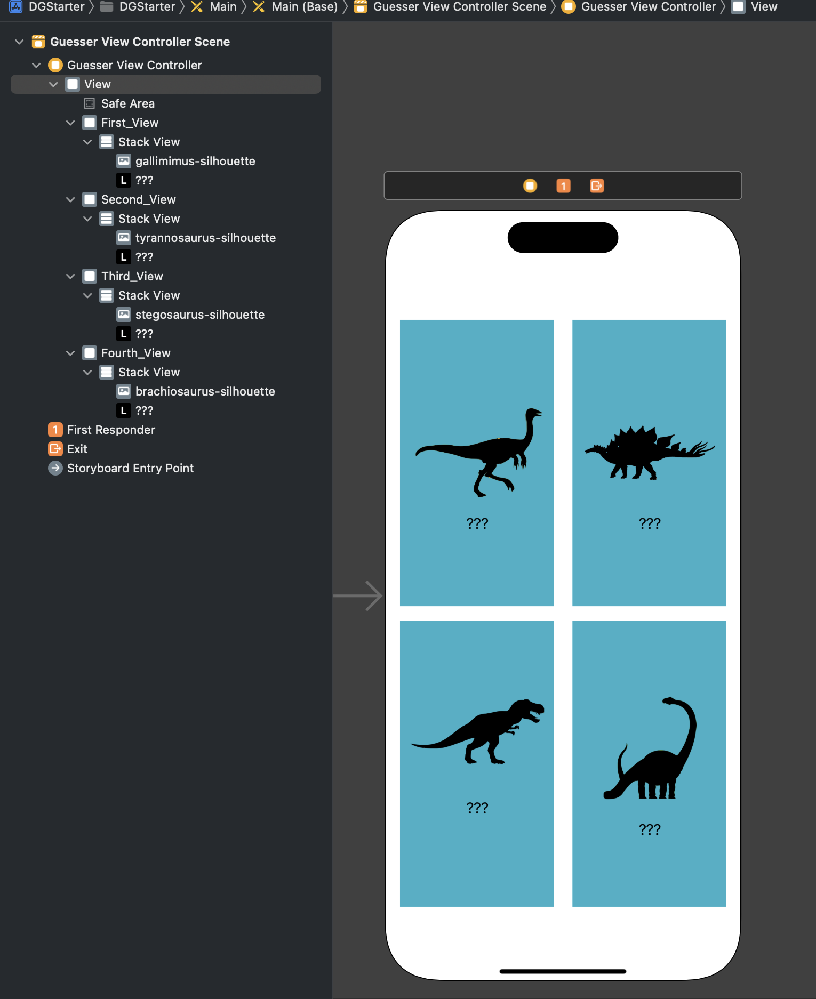 DGStarter DGStarter Main Main (Base) Guesser View Controller Scene Guesser View Controller View
Guesser View Controller Scene
Guesser View Controller
View
Safe Area
First_View
Stack View
gallimimus-silhouette
L ???
Second_View
Stack View
tyrannosaurus-silhouette
L ???
Third_View
Stack View
stegosaurus-silhouette
L ???
Fourth_View
Stack View
brachiosaurus-silhouette
L ???
1 First Responder
Exit
Storyboard Entry Point
1
???
???
???
???